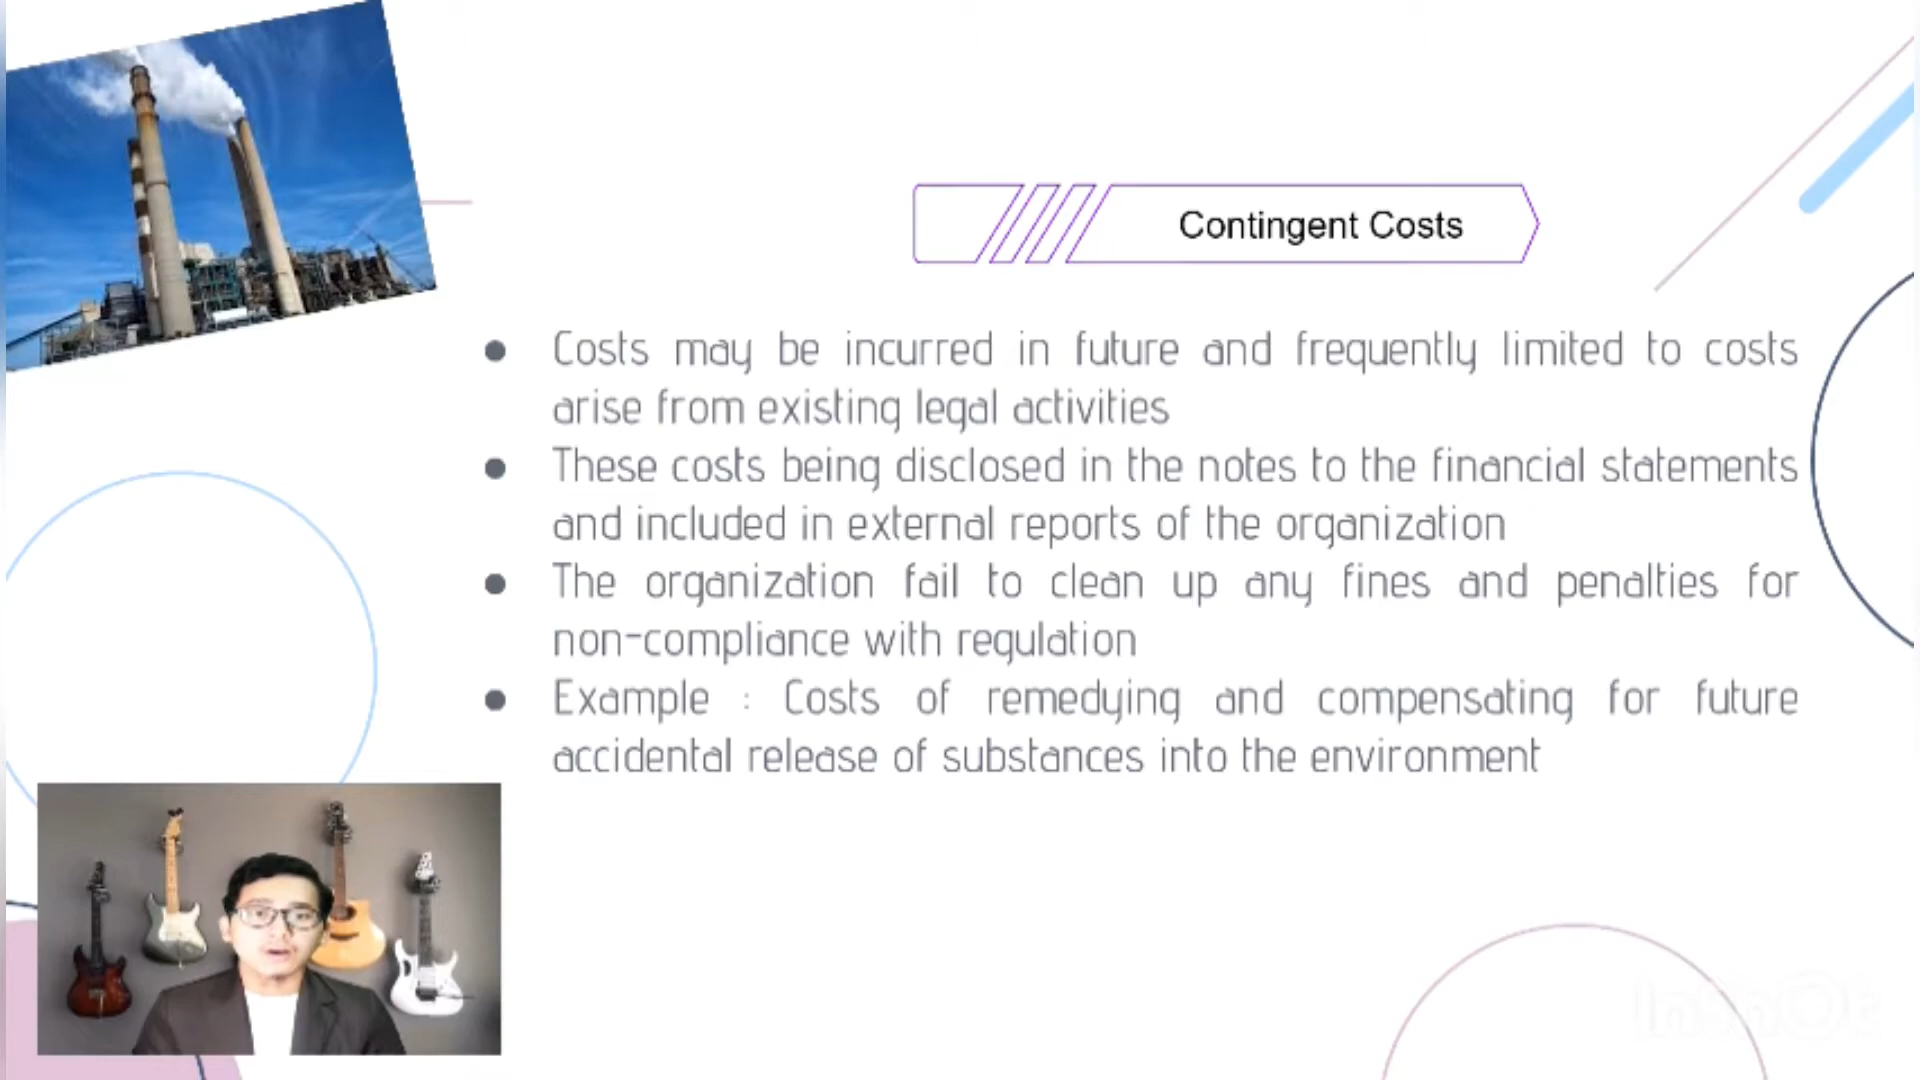 Contingent Costs
Costs may be incurred in future and frequently limited to costs
arise from existing legal activities
These costs being disclosed in the notes to the financial statements
and included in external reports of the organization
The organization fail to clean up any fines and penalties for
non-compliance with regulation
Example : Costs of remedying and compensating for future
accidental release of substances into the environment
InShOt